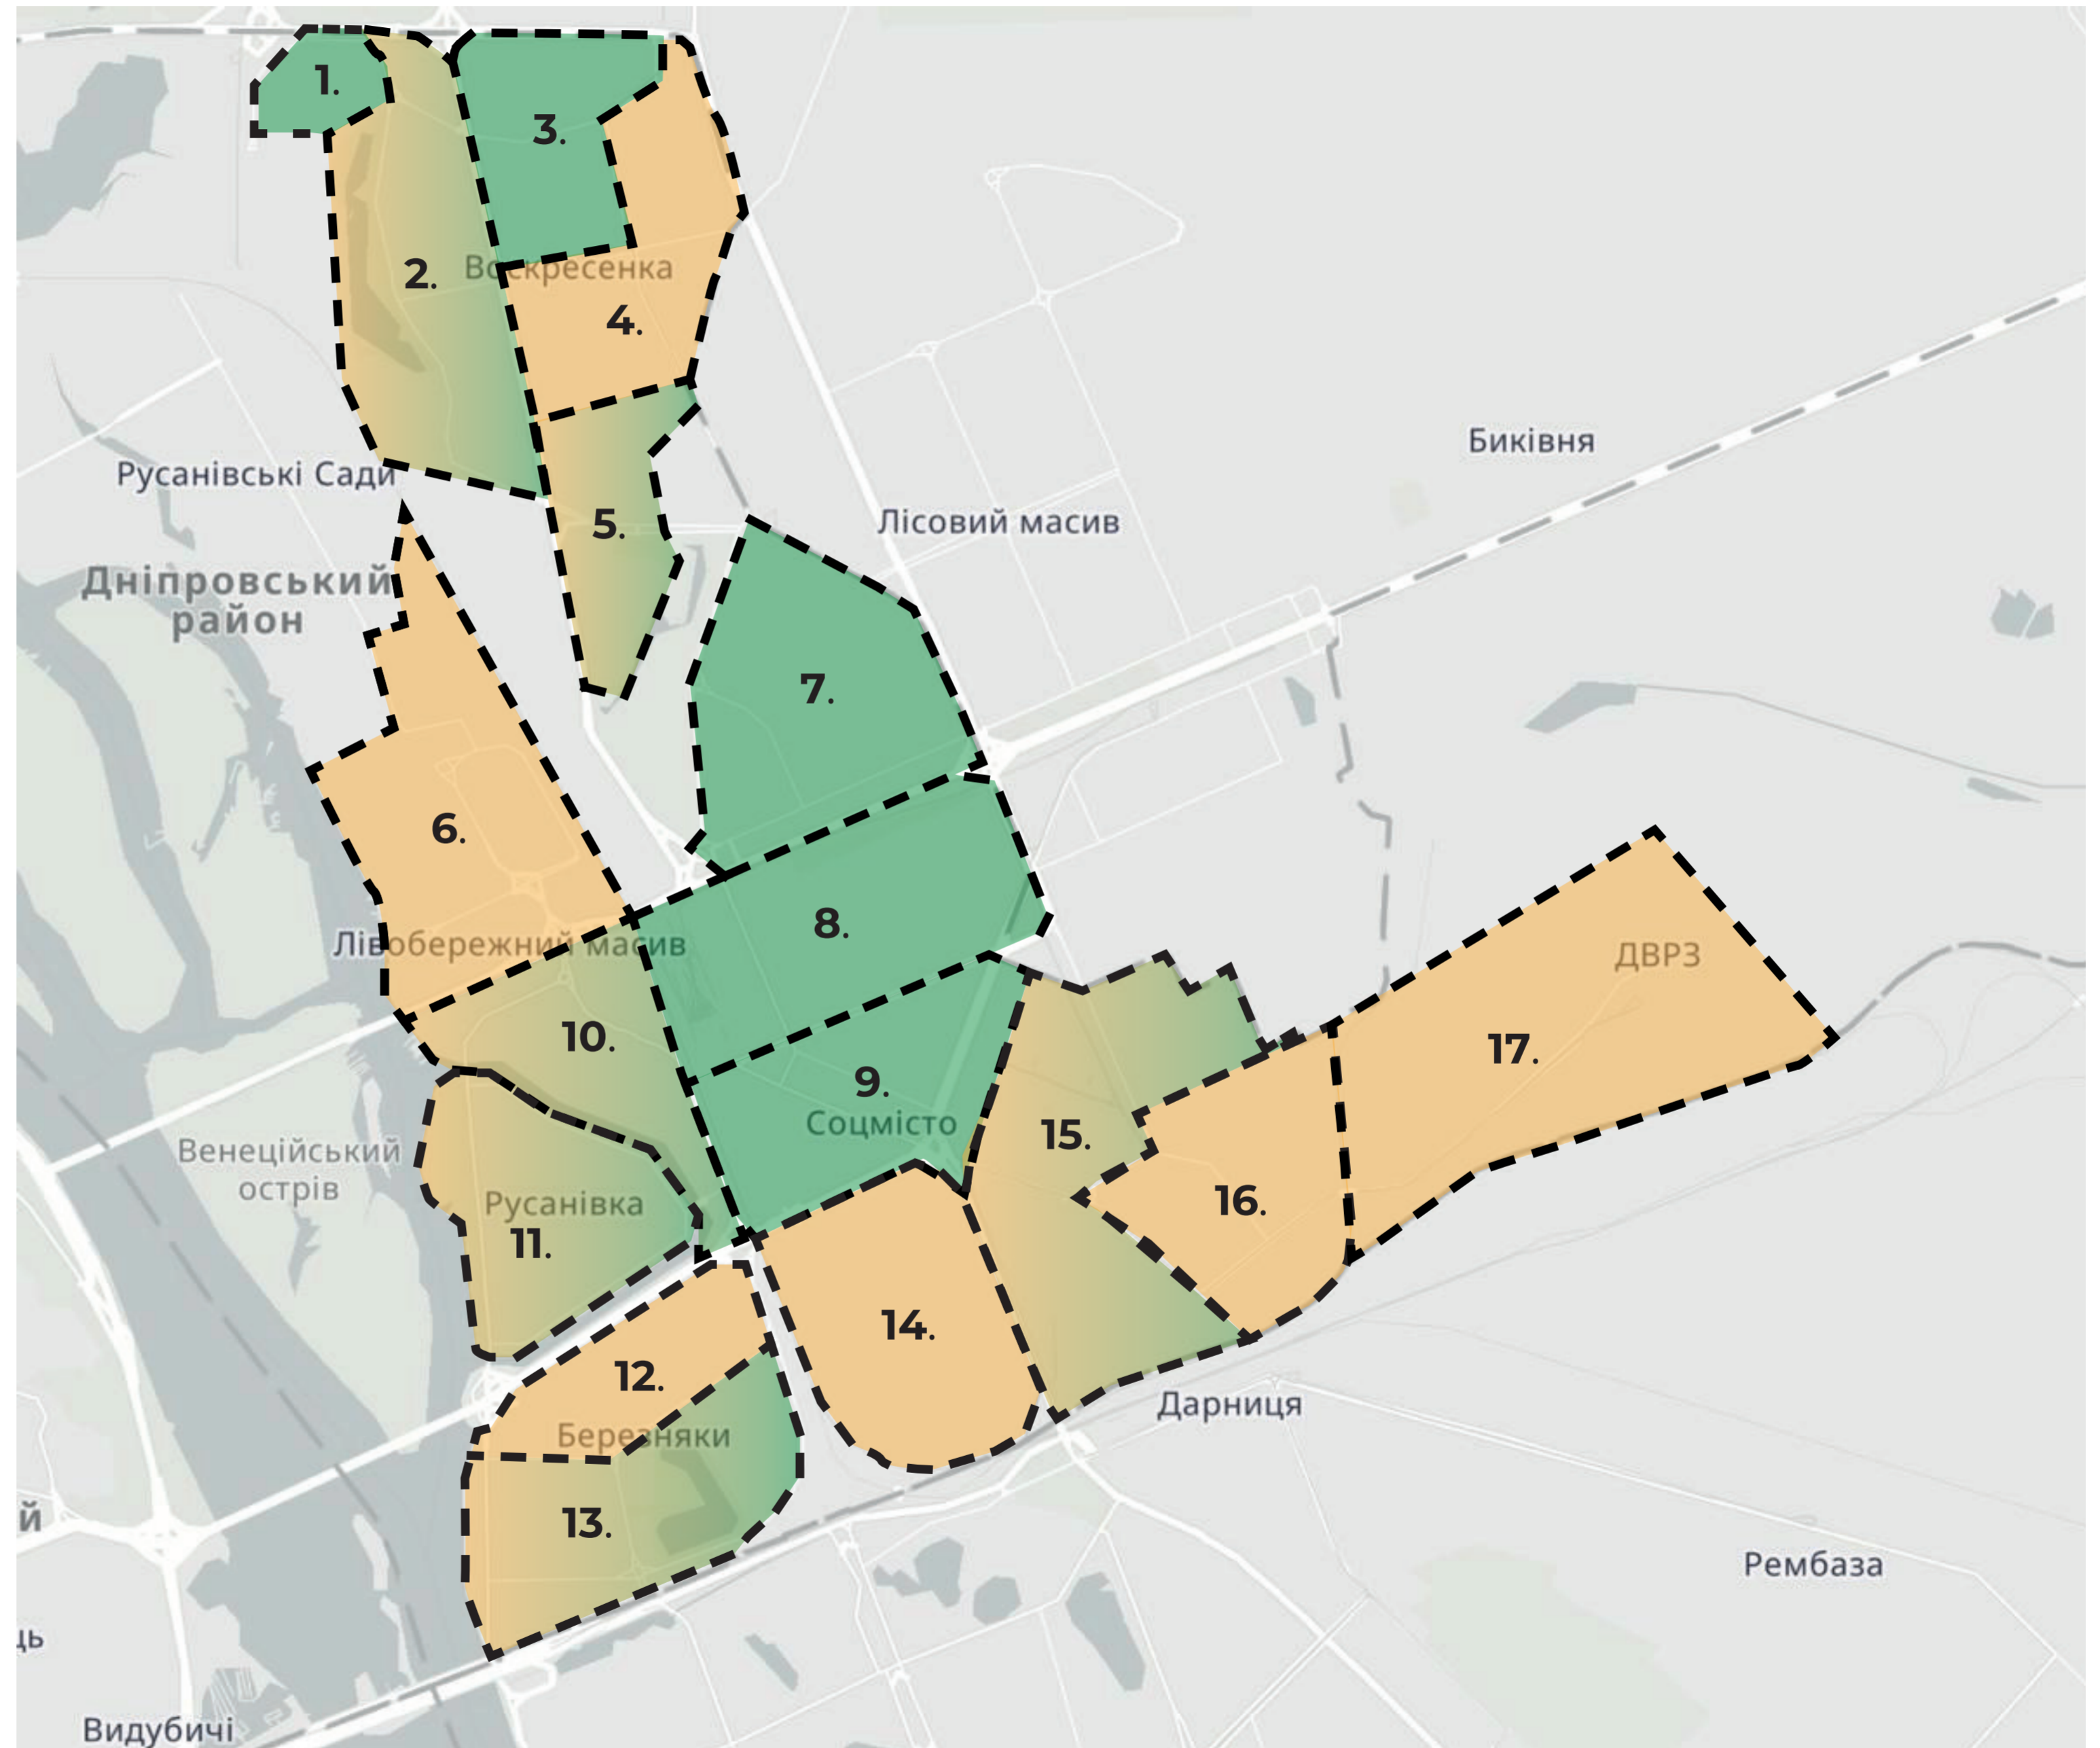 1.
3.
2.
Воскресенка
4.
Биківня
Русанівські Сади
5.
Лісовий масив
Дніпровський
район
7.
6.
8.
Лівобережний масив
ДВРЗ
10.
17.
9.
Соцмісто
15.
Венеційський
острів
Русанівка
16.
11.
14.
12.
Дарниця
Березняки
13.
й
Рембаза
ць
Видубичі